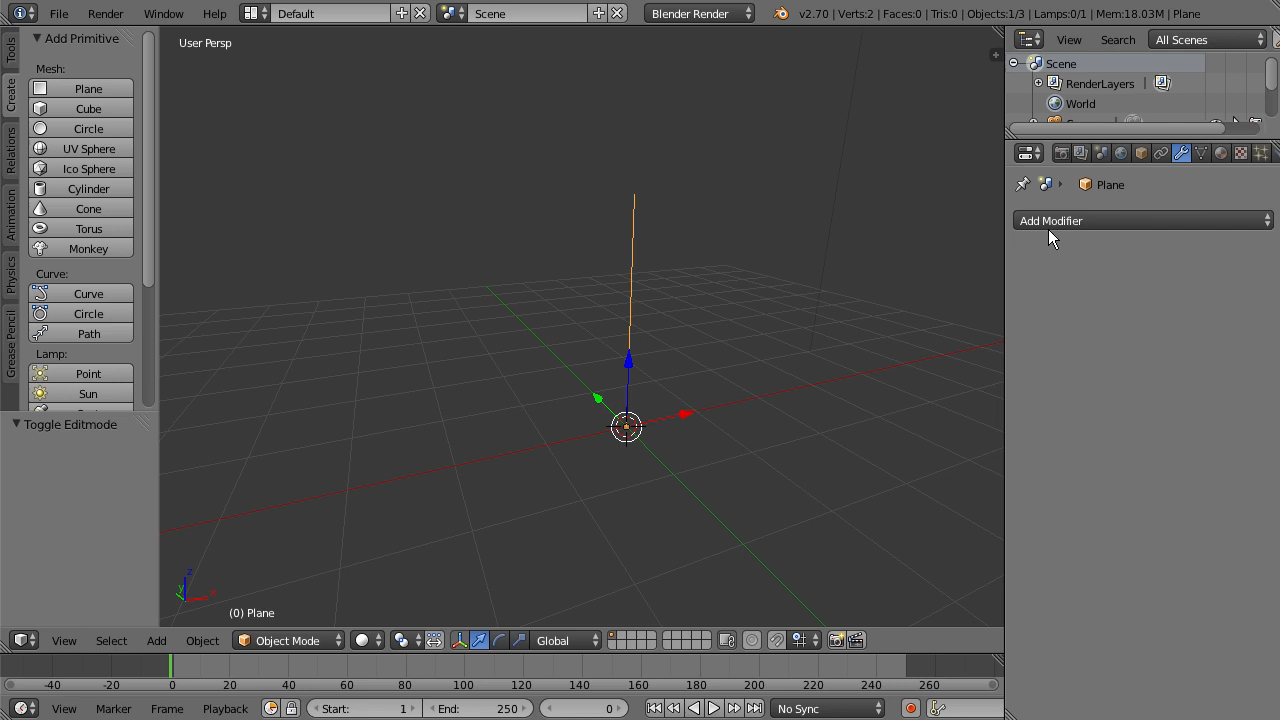 File Render Window Help Default Scene Blender Render v2.70 | Verts:2 | Faces:0 | Tris:0 | Objects:1/3 | Lamps:0/1 | Mem:18.03M | Plane
Tools
Create
Relations
Animation
Physics
Grease Pencil
Add Primitive
Mesh:
Plane
Cube
Circle
UV Sphere
Ico Sphere
Cylinder
Cone
Torus
Monkey
Curve:
Curve
Circle
Path
Lamp:
Point
Sun
Toggle Editmode
User Persp
z
y
x
(0) Plane
View Select Add Object Object Mode Global
-40 -20 0 20 40 60 80 100 120 140 160 180 200 220 240 260
View Marker Frame Playback Start: 1 End: 250 0 No Sync
View Search All Scenes
Scene
RenderLayers |
World
Plane
Add Modifier